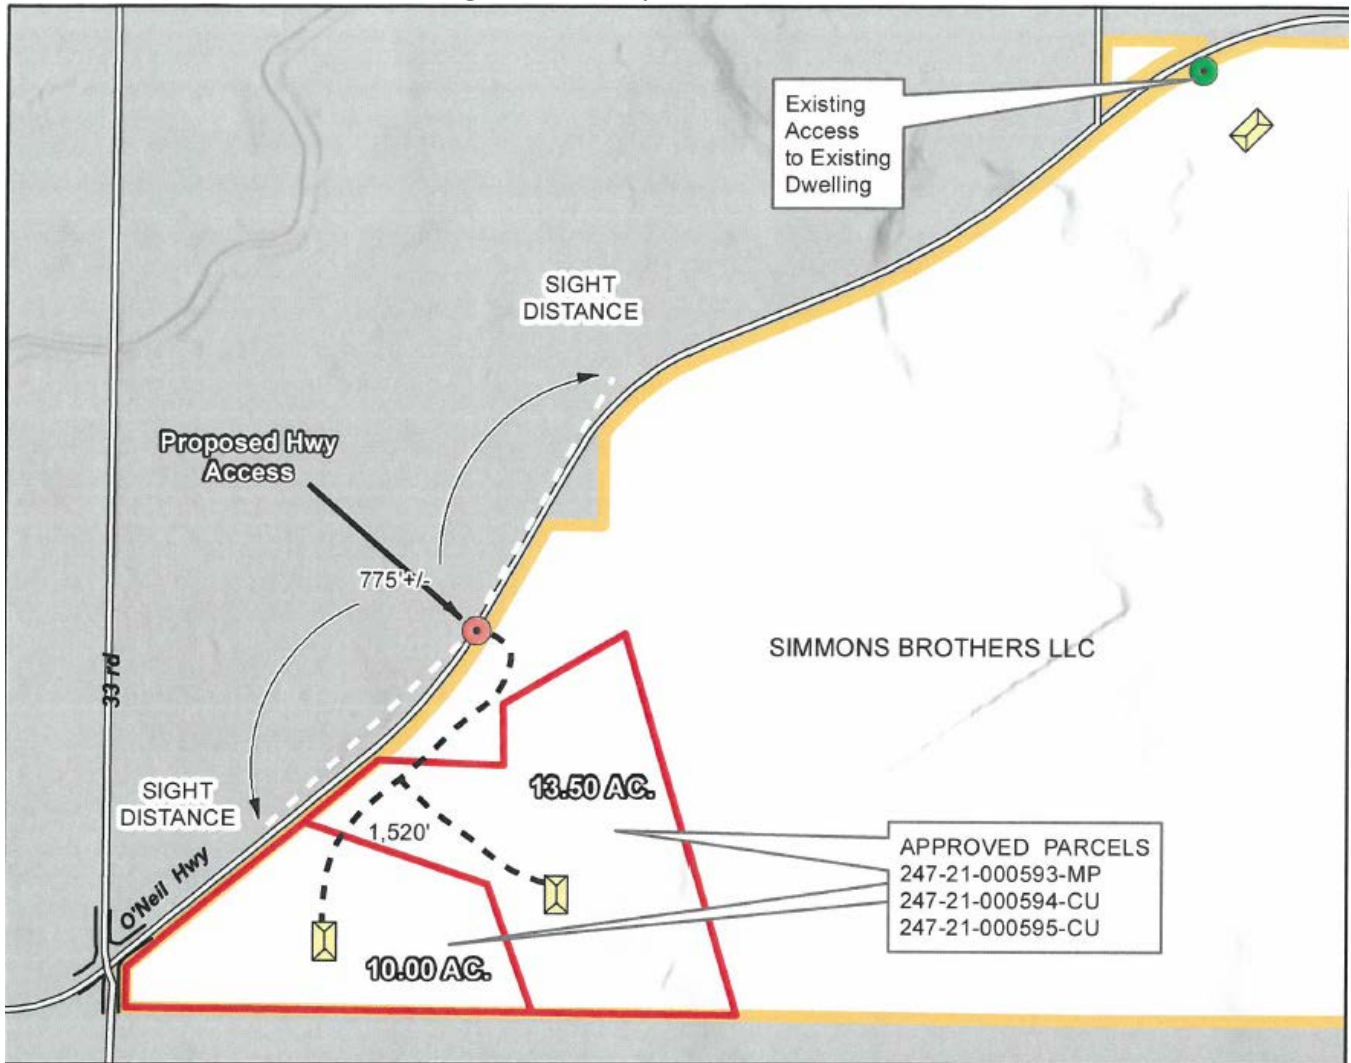 Existing
Access
to Existing
Dwelling
SIGHT
DISTANCE
Proposed Hwy
Access
775'+/-
33 rd
SIMMONS BROTHERS LLC
13.50 AC.
SIGHT
DISTANCE
1,520'
O'Neil Hwy
APPROVED PARCELS
247-21-000593-MP
247-21-000594-CU
247-21-000595-CU
10.00 AC.